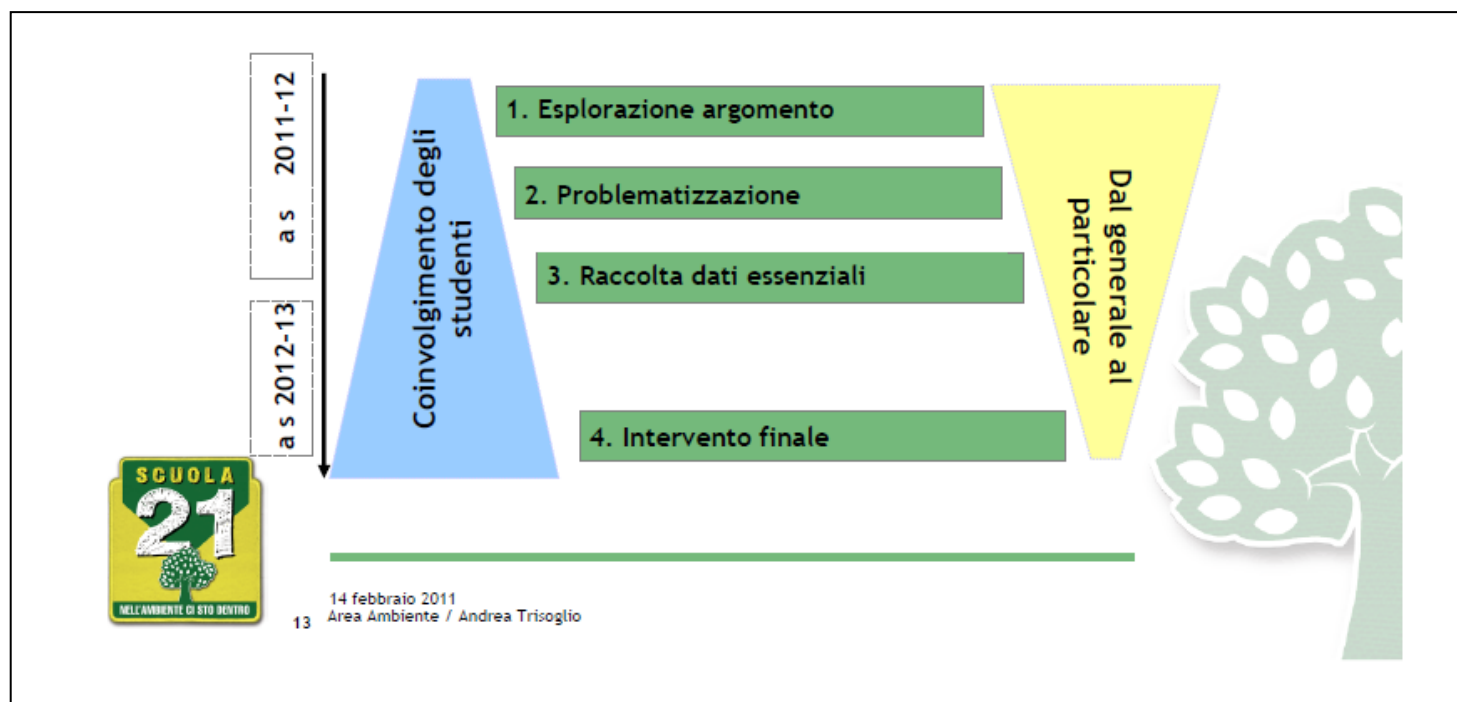 a s 2011-12
a s 2012-13
Coinvolgimento degli
studenti
1. Esplorazione argomento
2. Problematizzazione
3. Raccolta dati essenziali
4. Intervento finale
Dal generale al
particolare
SCUOLA
21
NELL'AMBIENTE CI STO DENTRO
14 febbraio 2011
13 Area Ambiente / Andrea Trisoglio